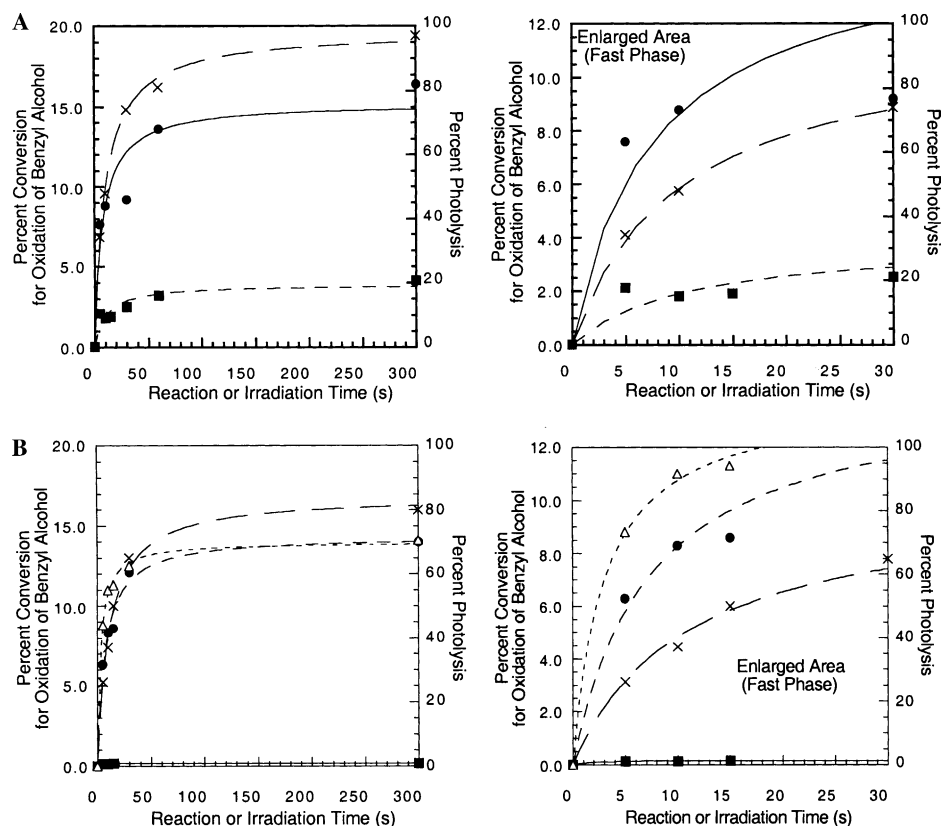 A
20.0
15.0
10.0
5.0
0.0
100
80
60
40
20
0
0 50 100 150 200 250 300
Percent Conversion
for Oxidation of Benzyl Alcohol
Percent Photolysis
Reaction or Irradiation Time (s)
Enlarged Area
(Fast Phase)
12.0
10.0
8.0
6.0
4.0
2.0
0.0
100
80
60
40
20
0
0 5 10 15 20 25 30
Percent Conversion
for Oxidation of Benzyl Alcohol
Percent Photolysis
Reaction or Irradiation Time (s)
B
20.0
15.0
10.0
5.0
0.0
100
80
60
40
20
0
0 50 100 150 200 250 300
Percent Conversion
for Oxidation of Benzyl Alcohol
Percent Photolysis
Reaction or Irradiation Time (s)
12.0
10.0
8.0
6.0
4.0
2.0
0.0
100
80
60
40
20
0
0 5 10 15 20 25 30
Percent Conversion
for Oxidation of Benzyl Alcohol
Percent Photolysis
Enlarged Area
(Fast Phase)
Reaction or Irradiation Time (s)